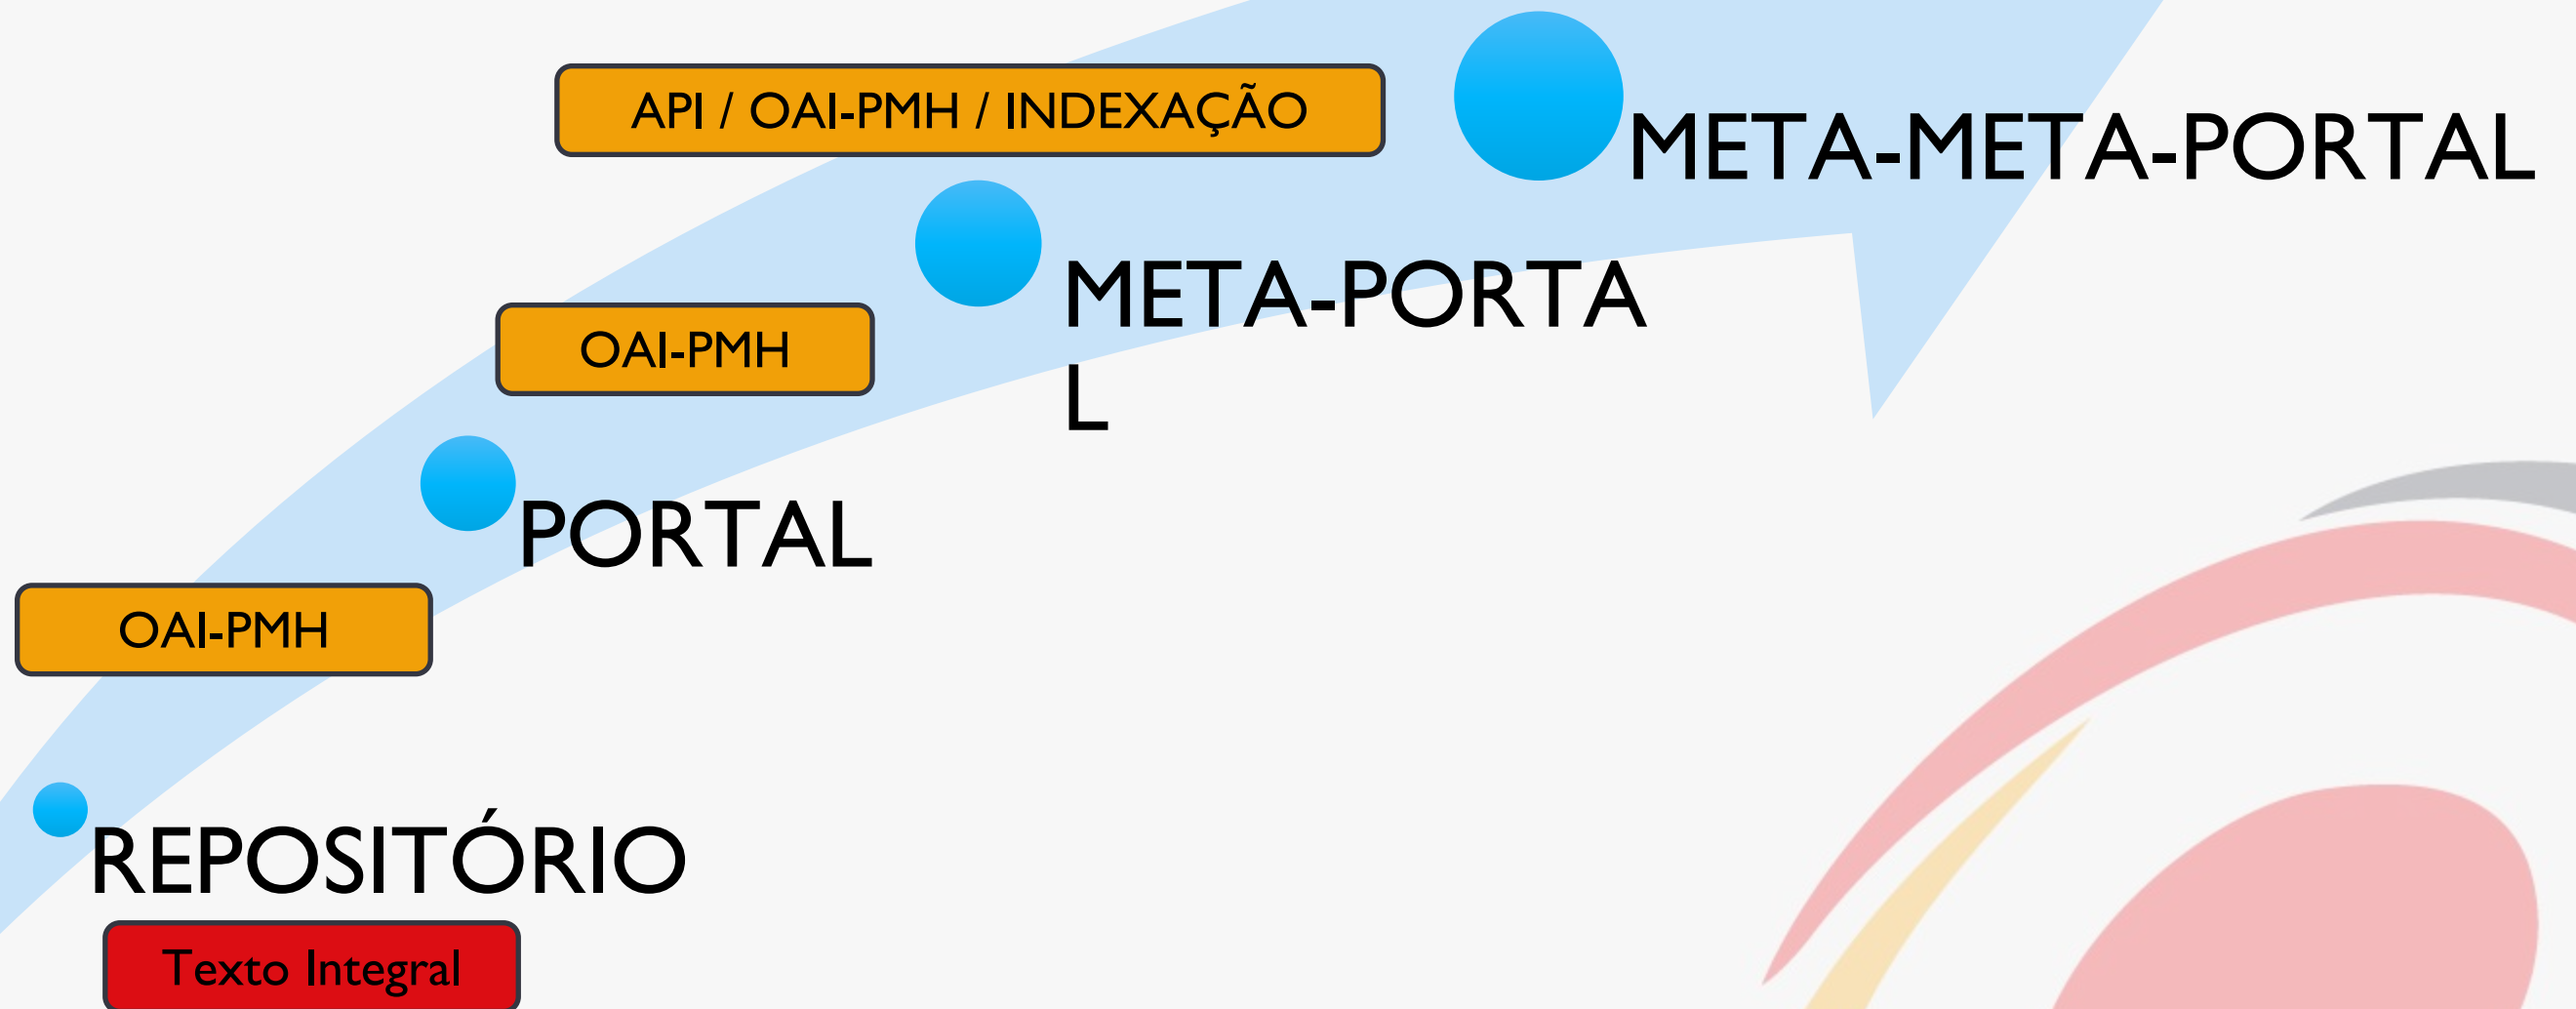 API / OAI-PMH / INDEXAÇÃO
META-META-PORTAL
META-PORTA
L
OAI-PMH
PORTAL
OAI-PMH
REPOSITÓRIO
Texto Integral